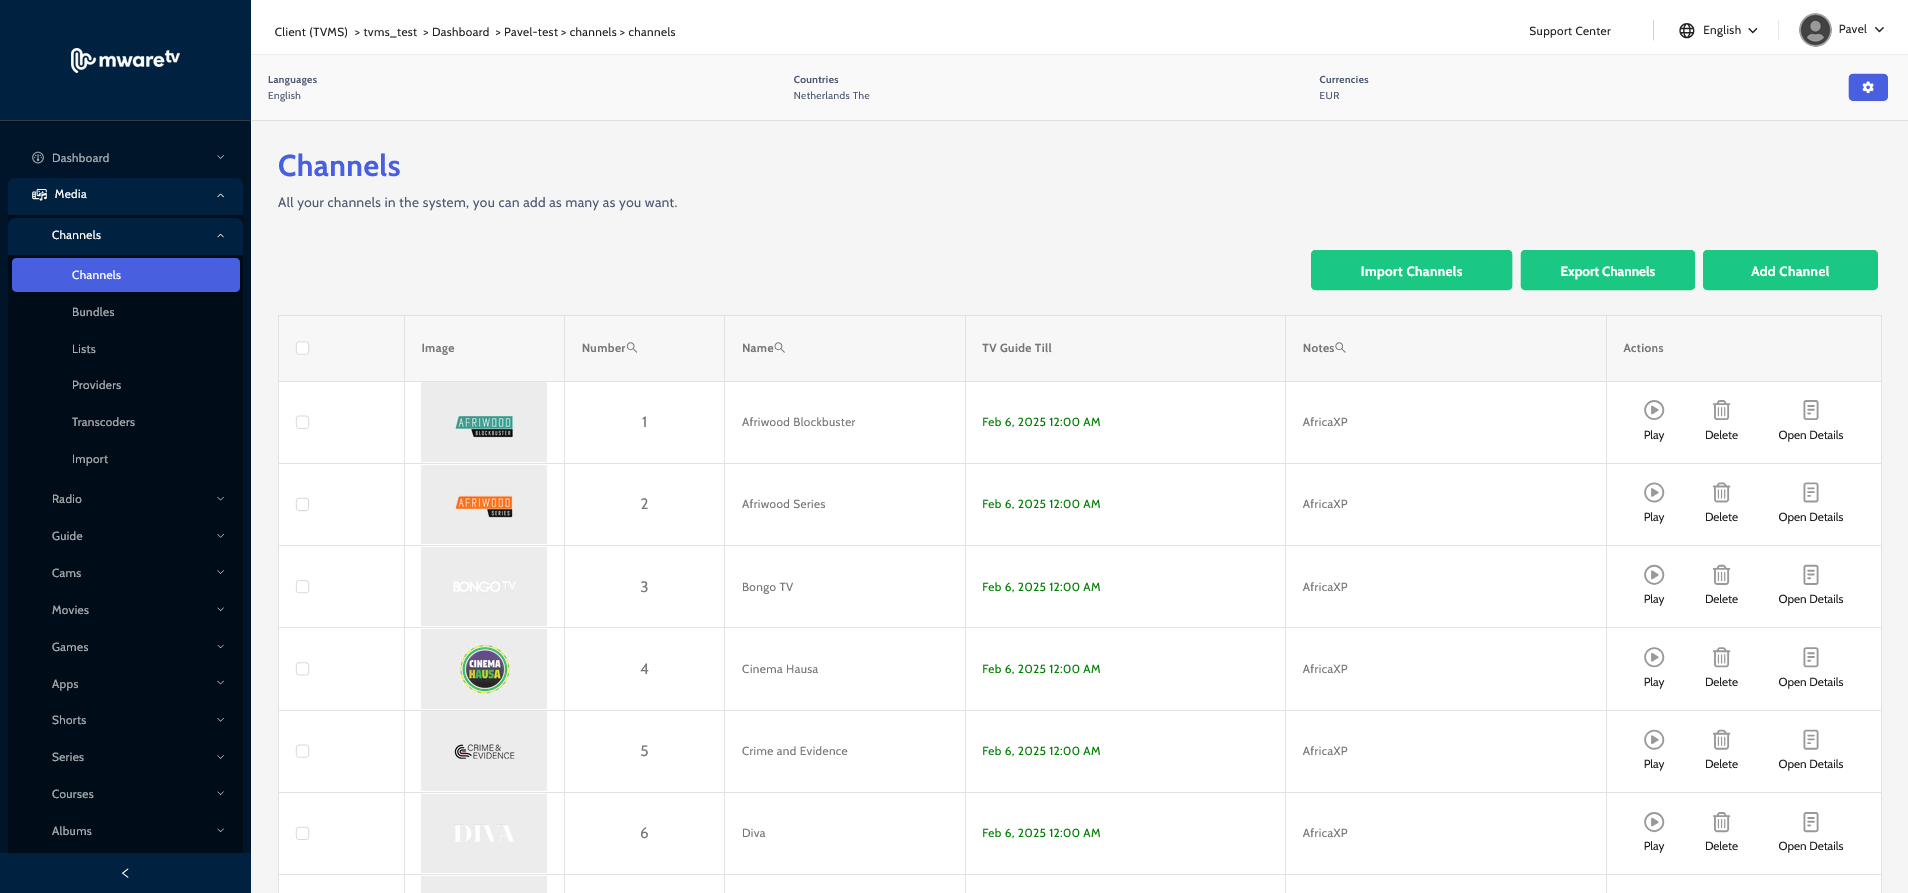 mwaretv
Client (TVMS) > tvms_test > Dashboard > Pavel-test > channels > channels
Support Center
English
Pavel
Languages
English
Countries
Netherlands The
Currencies
EUR
Dashboard
Media
Channels
Channels
Bundles
Lists
Providers
Transcoders
Import
Radio
Guide
Cams
Movies
Games
Apps
Shorts
Series
Courses
Albums
Channels
All your channels in the system, you can add as many as you want.
Import Channels
Export Channels
Add Channel
Image Number Name TV Guide Till Notes Actions
AFRIWOOD
BLOCKBUSTER
1 Afriwood Blockbuster Feb 6, 2025 12:00 AM AfricaXP
Play Delete Open Details
AFRIWOOD
SERIES
2 Afriwood Series Feb 6, 2025 12:00 AM AfricaXP
Play Delete Open Details
BONGO TV
3 Bongo TV Feb 6, 2025 12:00 AM AfricaXP
Play Delete Open Details
CINEMA
HAUSA
4 Cinema Hausa Feb 6, 2025 12:00 AM AfricaXP
Play Delete Open Details
CRIME &
EVIDENCE
5 Crime and Evidence Feb 6, 2025 12:00 AM AfricaXP
Play Delete Open Details
DIVA
6 Diva Feb 6, 2025 12:00 AM AfricaXP
Play Delete Open Details